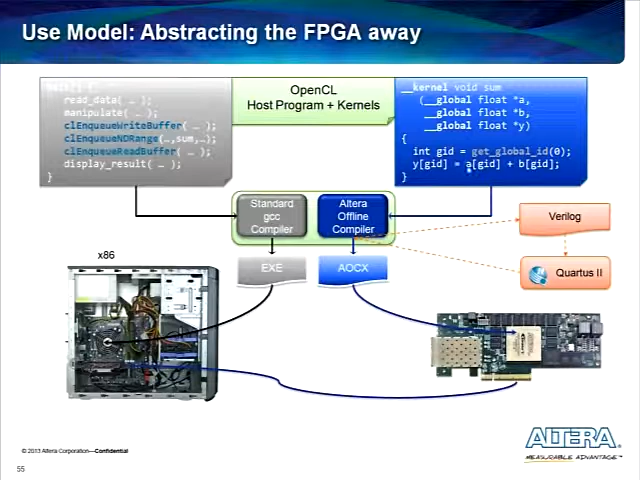 Use Model: Abstracting the FPGA away
read_data( … );
manipulate( … );
clEnqueueWriteBuffer( … );
clEnqueueNDRange(…,sum,…);
clEnqueueReadBuffer( … );
display_result( … );
}
OpenCL
Host Program + Kernels
__kernel void sum
(__global float *a,
__global float *b,
__global float *y)
{
int gid = get_global_id(0);
y[gid] = a[gid] + b[gid];
}
Standard
gcc
Compiler
Altera
Offline
Compiler
Verilog
EXE
AOCX
Quartus II
x86
© 2013 Altera Corporation—Confidential
ALTERA
MEASURABLE ADVANTAGE™
55